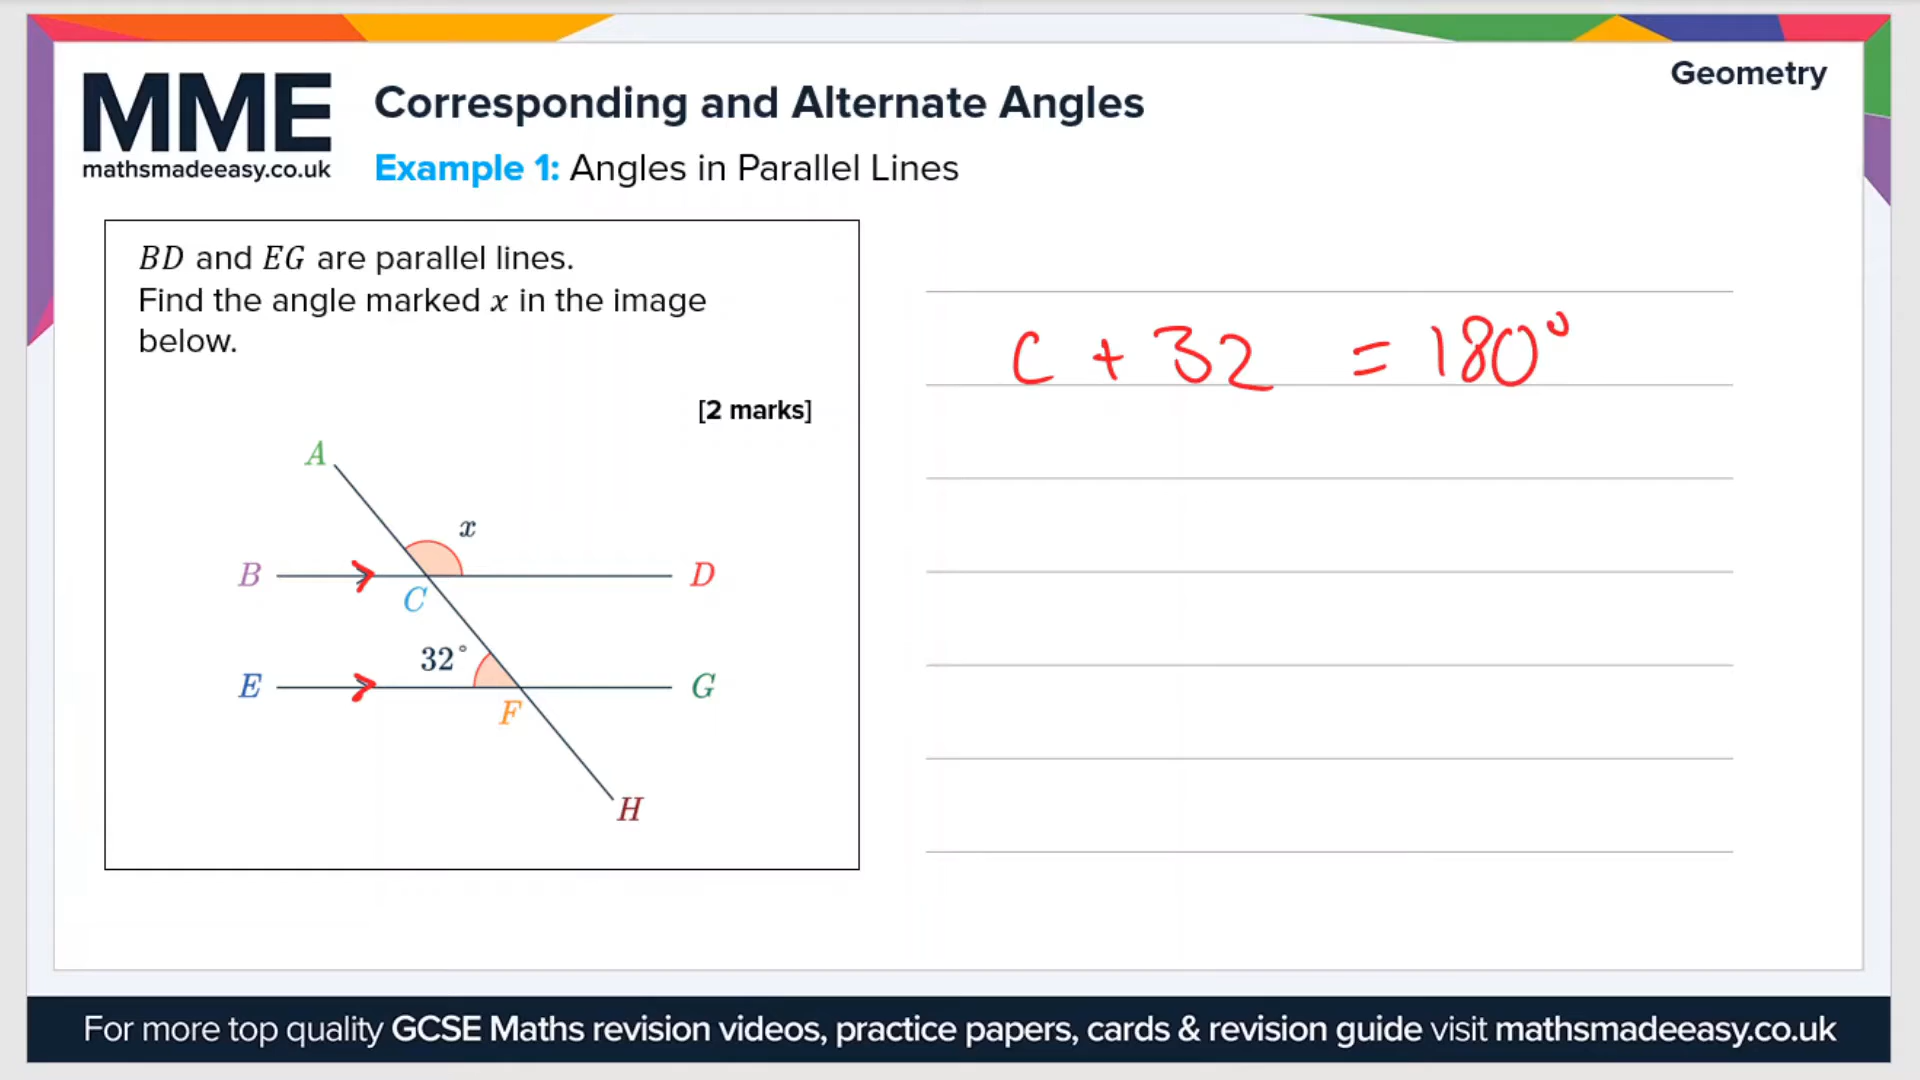 Geometry
MME
mathsmadeeasy.co.uk
Corresponding and Alternate Angles
Example 1: Angles in Parallel Lines
BD and EG are parallel lines.
Find the angle marked x in the image
below.
[2 marks]
A
x
B
D
C
32°
E
G
F
H
C + 32 = 180°
For more top quality GCSE Maths revision videos, practice papers, cards & revision guide visit mathsmadeeasy.co.uk